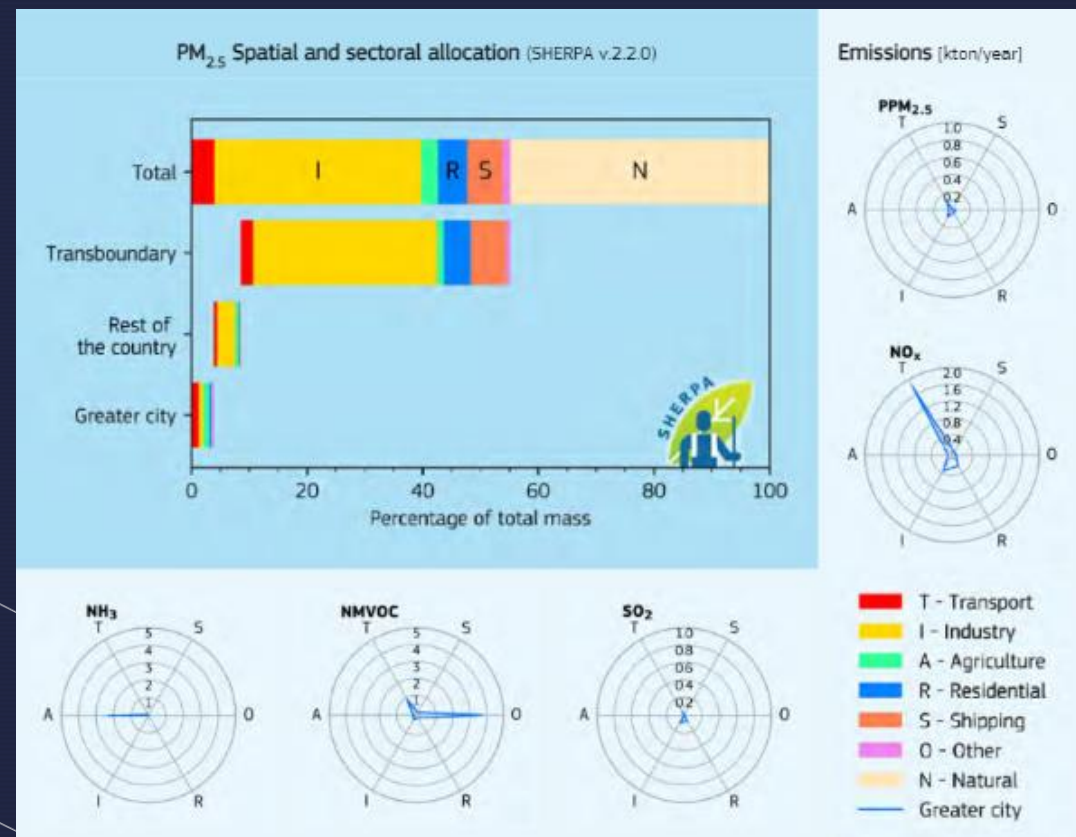 PM2.5 Spatial and sectoral allocation (SHERPA v.2.2.0)
Total
I
R
S
N
Transboundary
Rest of
the country
Greater city
SHERPA
0 20 40 60 80 100
Percentage of total mass
Emissions [kton/year]
PPM2.5
T S
1.0
0.8
0.6
0.4
0.2
A O
I R
NOx
T S
2.0
1.6
1.2
0.8
0.4
A O
I R
NH3
T S
5
4
3
2
1
A O
I R
NMVOC
T S
5
4
3
2
1
A O
I R
SO2
T S
1.0
0.8
0.6
0.4
0.2
A O
I R
T - Transport
I - Industry
A - Agriculture
R - Residential
S - Shipping
O - Other
N - Natural
Greater city